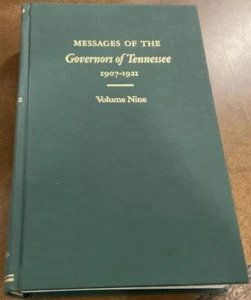 MESSAGES OF THE
Governors of Tennessee
1907-1921
Volume Nine